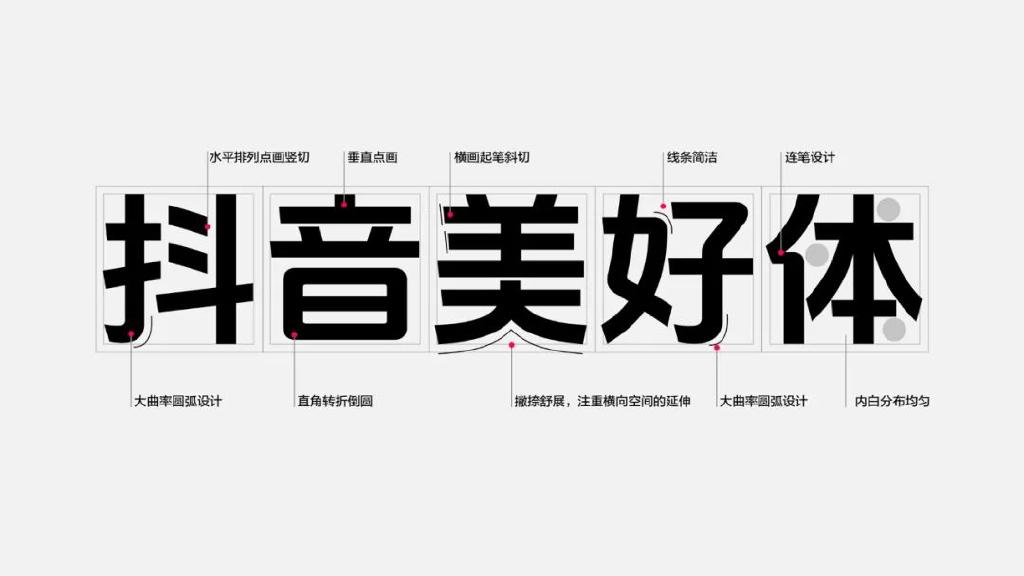 水平排列点画竖切
垂直点画
横画起笔斜切
线条简洁
连笔设计
抖音美好体
大曲率圆弧设计
直角转折倒圆
撇捺舒展，注重横向空间的延伸
大曲率圆弧设计
内白分布均匀